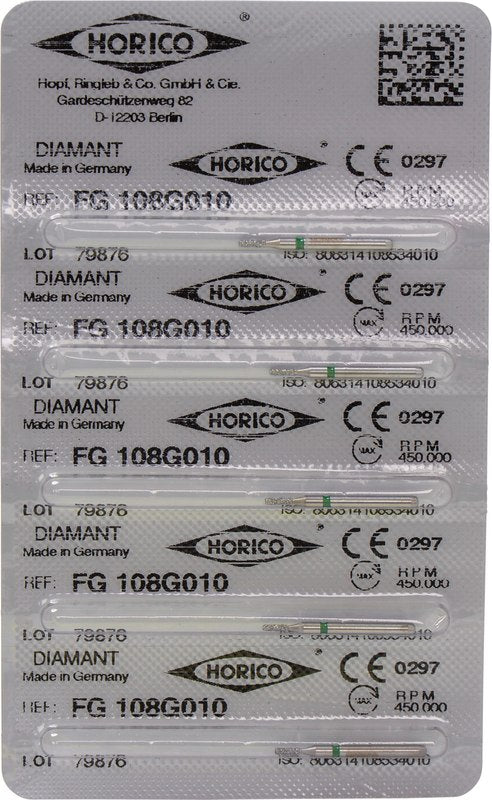 HORICO®
Hopf, Ringleb & Co. GmbH & Cie.
Gardeschützenweg 82
D-12203 Berlin
DIAMANT HORICO CE 0297
Made in Germany
REF: FG 108G010 MAX RPM 450.000
LOT 79876 ISO: 806314108534010
DIAMANT HORICO CE 0297
Made in Germany
REF: FG 108G010 MAX RPM 450.000
LOT 79876 ISO: 806314108534010
DIAMANT HORICO CE 0297
Made in Germany
REF: FG 108G010 MAX RPM 450.000
LOT 79876 ISO: 806314108534010
DIAMANT HORICO CE 0297
Made in Germany
REF: FG 108G010 MAX RPM 450.000
LOT 79876 ISO: 806314108534010
DIAMANT HORICO CE 0297
Made in Germany
REF: FG 108G010 MAX RPM 450.000
LOT 79876 ISO: 806314108534010